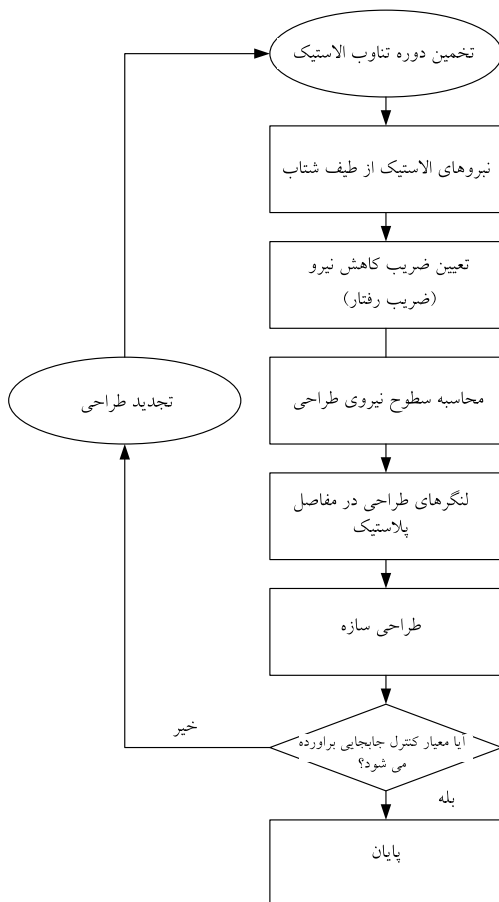 تخمین دوره تناوب الاستیک
نیروهای الاستیک از طیف شتاب
تعیین ضریب کاهش نیرو
(ضریب رفتار)
محاسبه سطوح نیروی طراحی
تجدید طراحی
لنگرهای طراحی در مفاصل
پلاستیک
طراحی سازه
خیر
آیا معیار کنترل جابجایی براورده
می شود؟
بله
پایان